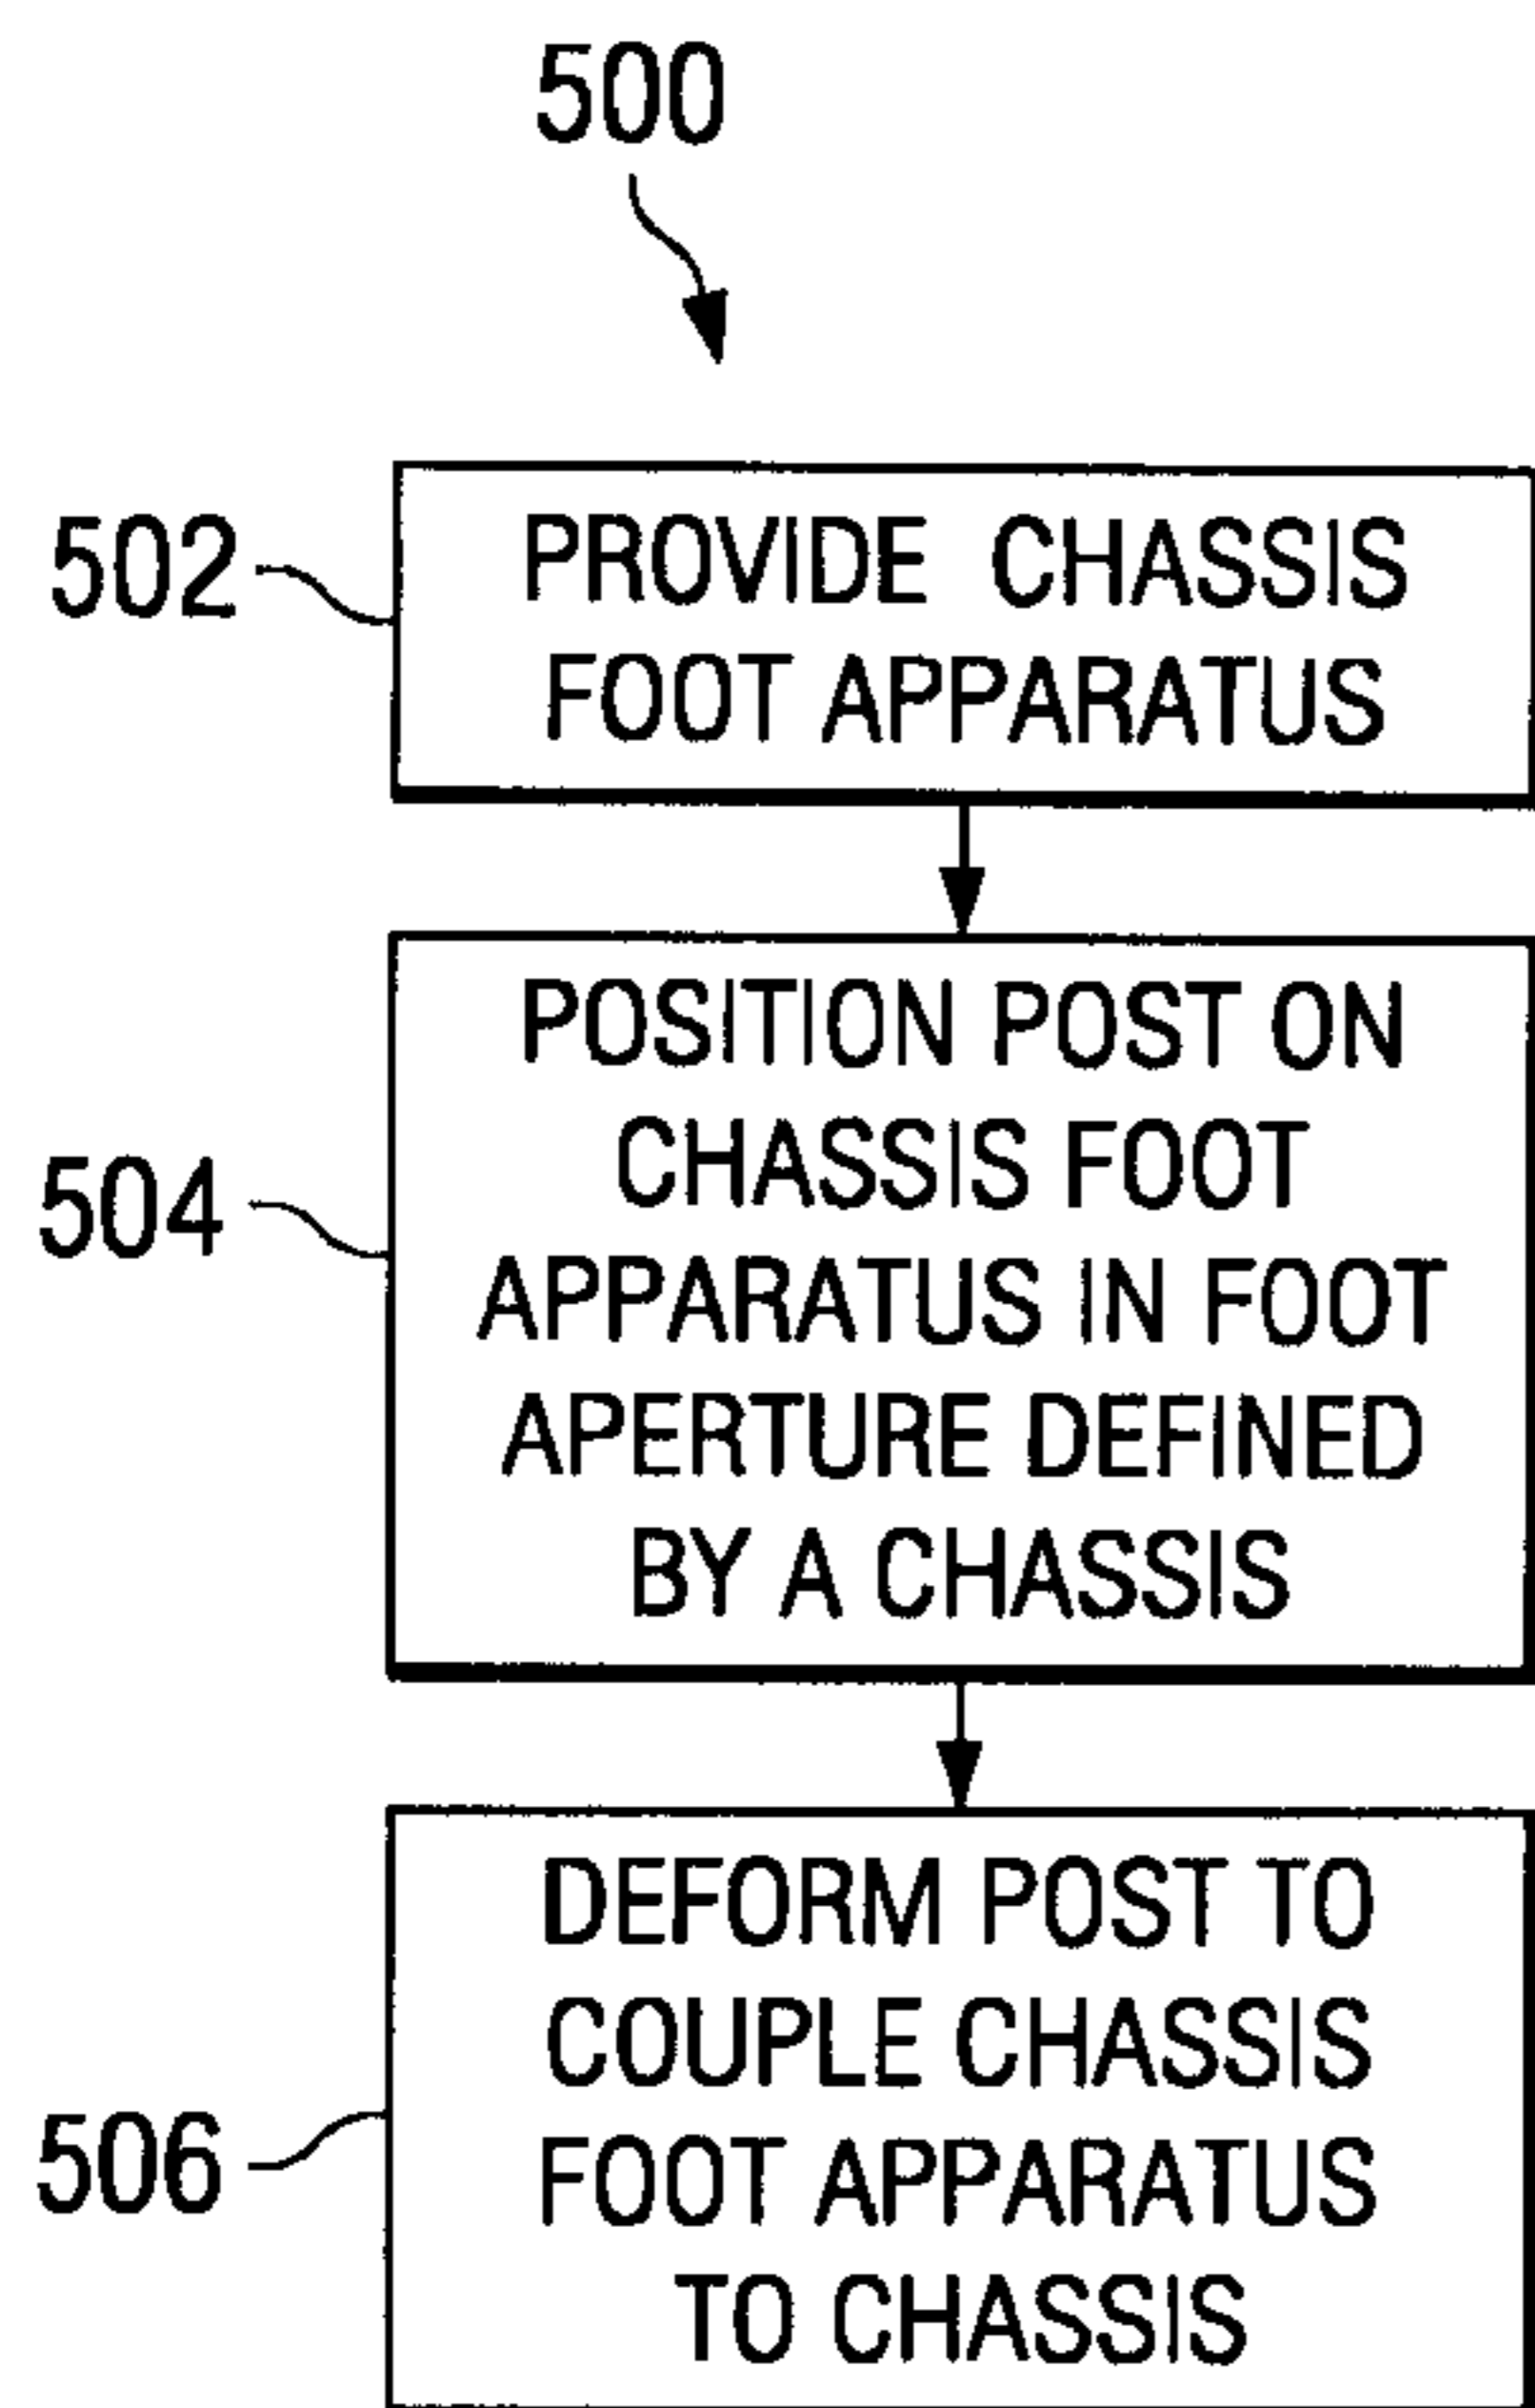 500
502
PROVIDE CHASSIS
FOOT APPARATUS
504
POSITION POST ON
CHASSIS FOOT
APPARATUS IN FOOT
APERTURE DEFINED
BY A CHASSIS
506
DEFORM POST TO
COUPLE CHASSIS
FOOT APPARATUS
TO CHASSIS